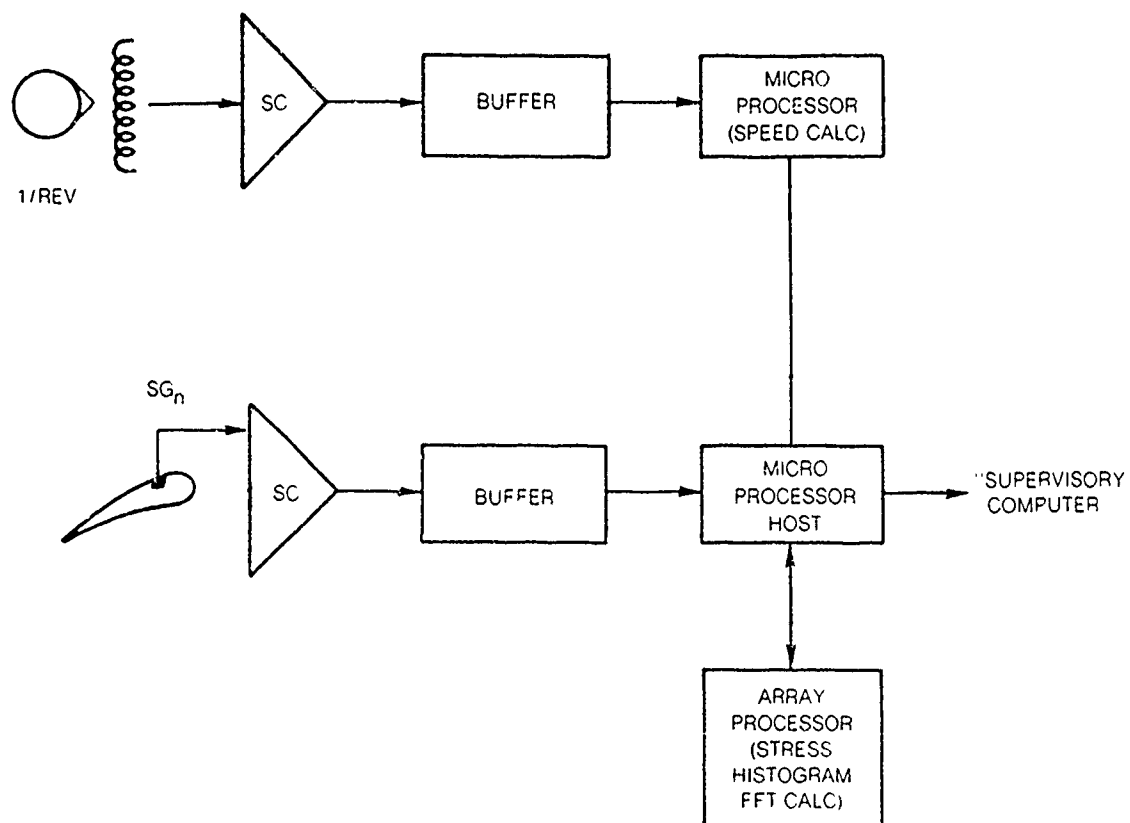 1/REV
SC
BUFFER
MICRO
PROCESSOR
(SPEED CALC)
SGn
SC
BUFFER
MICRO
PROCESSOR
HOST
"SUPERVISORY
COMPUTER
ARRAY
PROCESSOR
(STRESS
HISTOGRAM
FFT CALC)